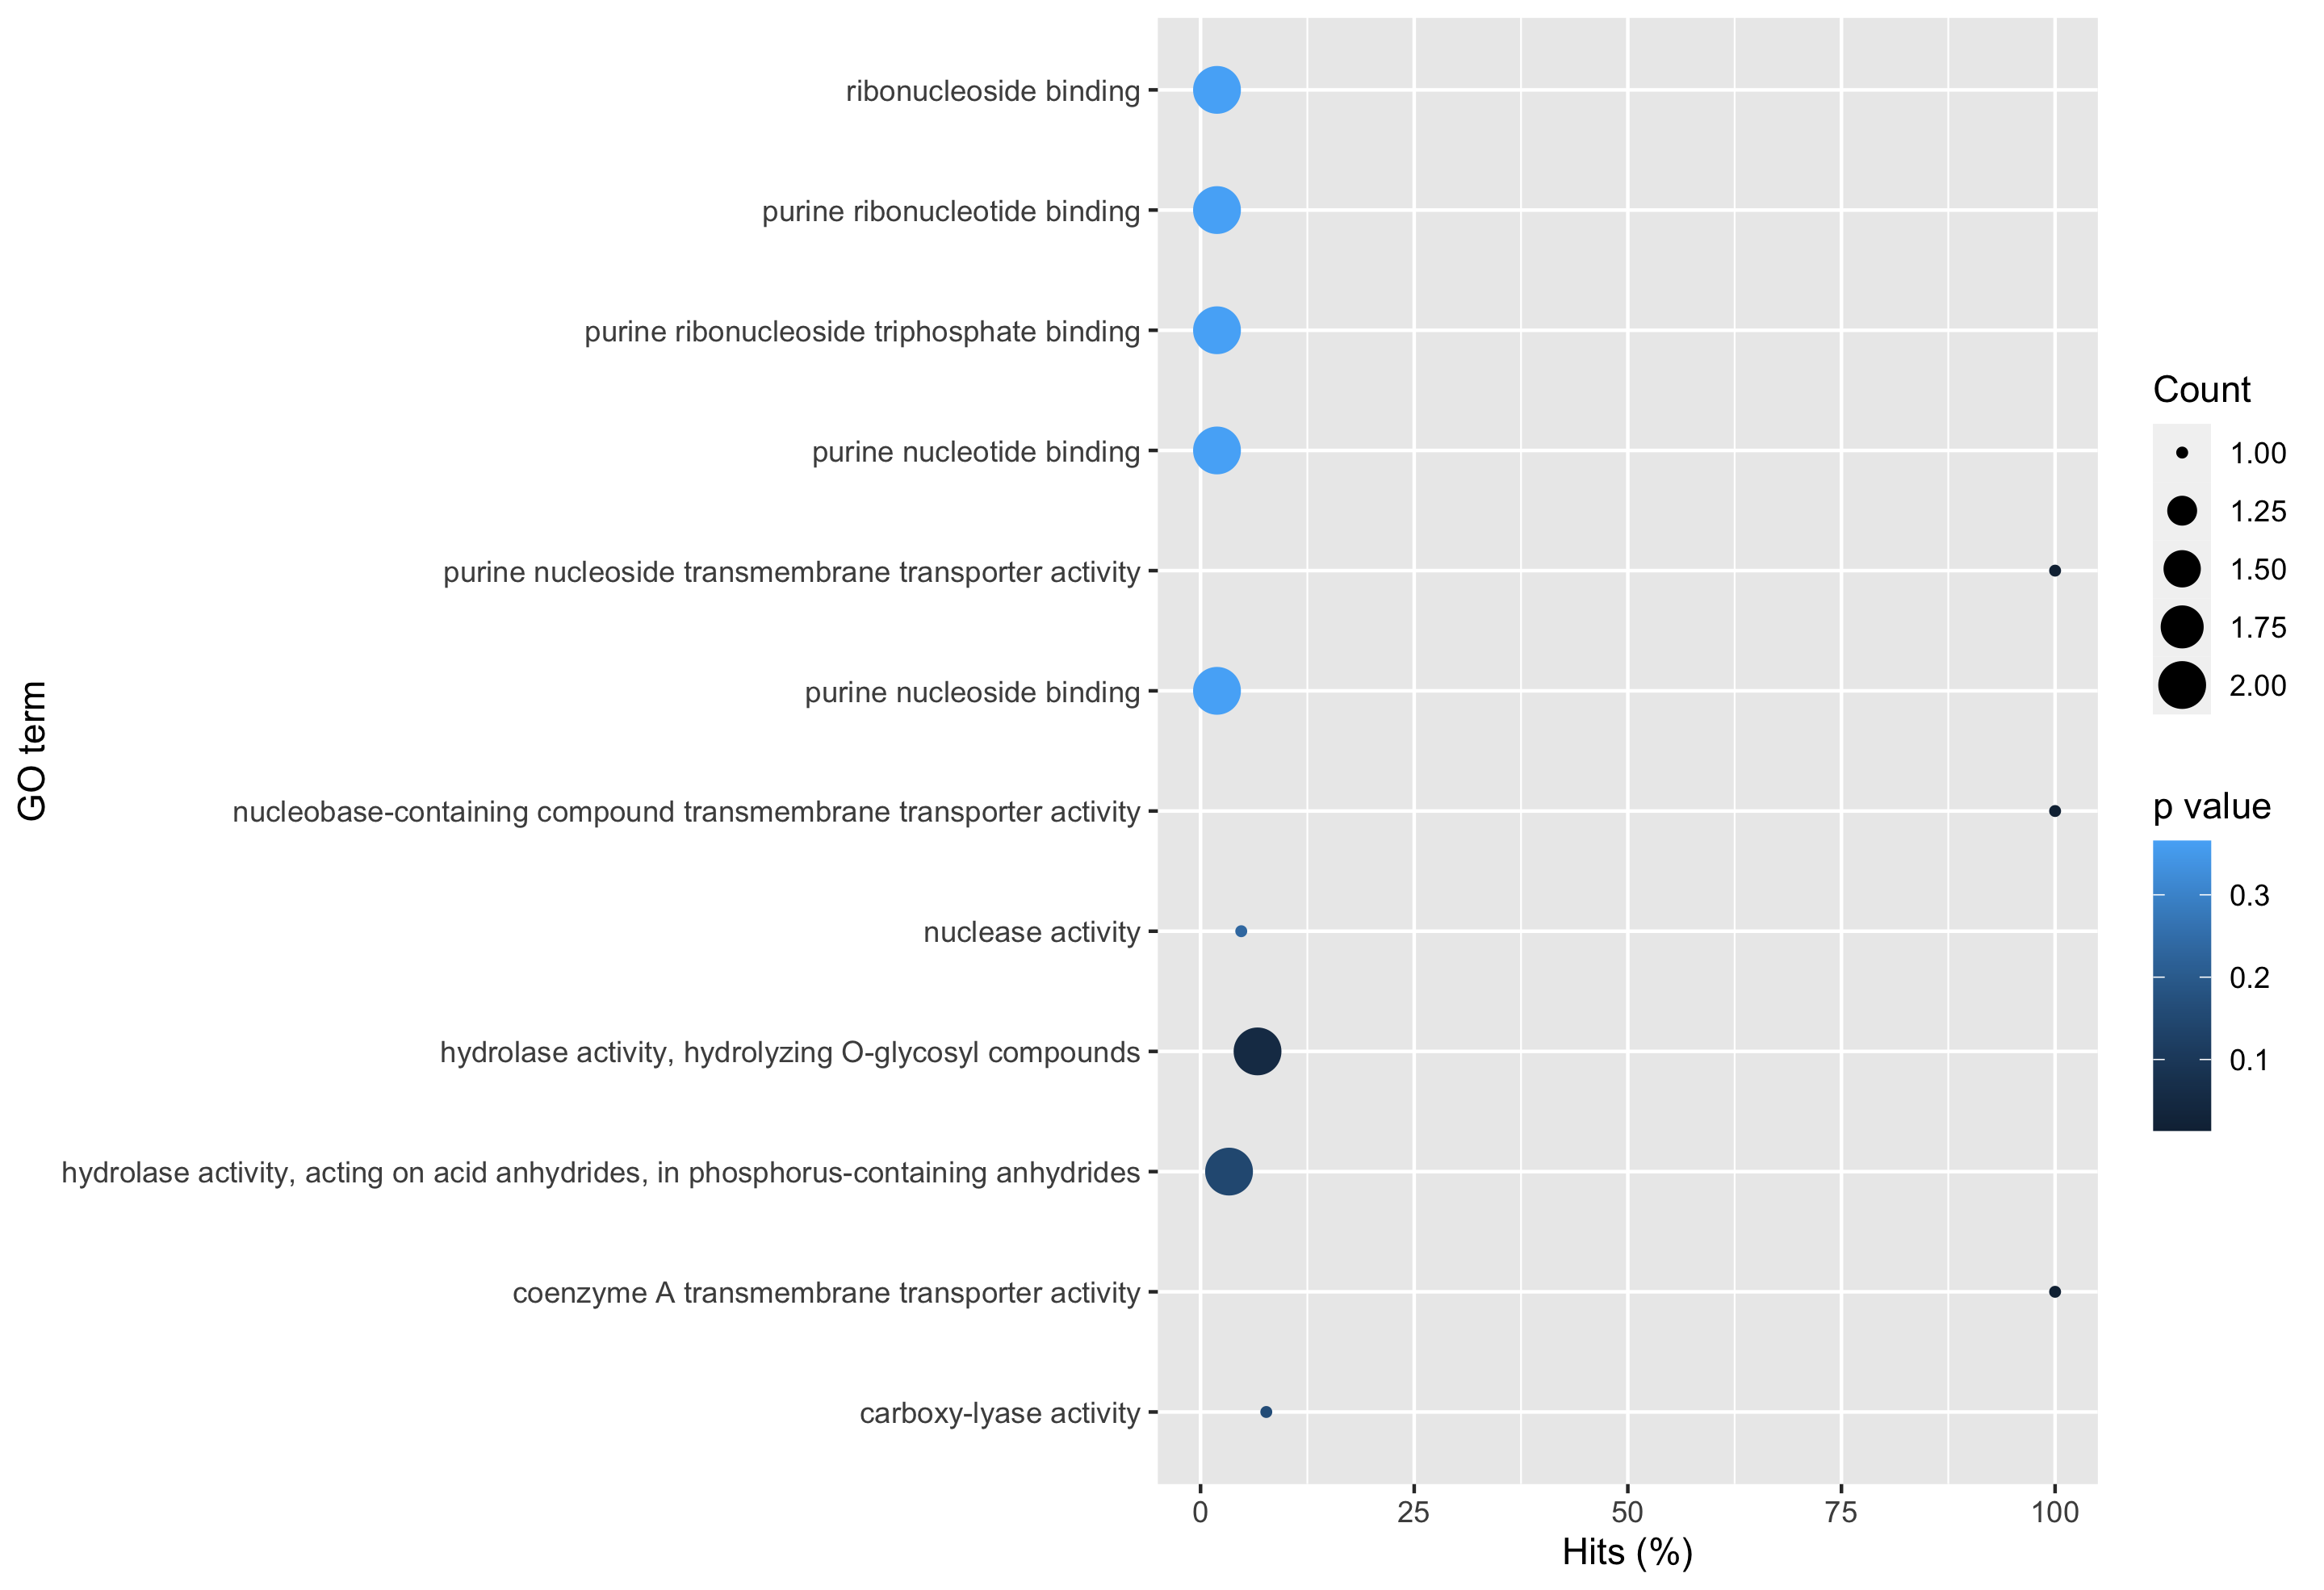 ribonucleoside binding
purine ribonucleotide binding
purine ribonucleoside triphosphate binding
purine nucleotide binding
purine nucleoside transmembrane transporter activity
purine nucleoside binding
nucleobase-containing compound transmembrane transporter activity
nuclease activity
hydrolase activity, hydrolyzing O-glycosyl compounds
hydrolase activity, acting on acid anhydrides, in phosphorus-containing anhydrides
coenzyme A transmembrane transporter activity
carboxy-lyase activity
GO term
0 25 50 75 100
Hits (%)
Count
1.00
1.25
1.50
1.75
2.00
p value
0.3
0.2
0.1